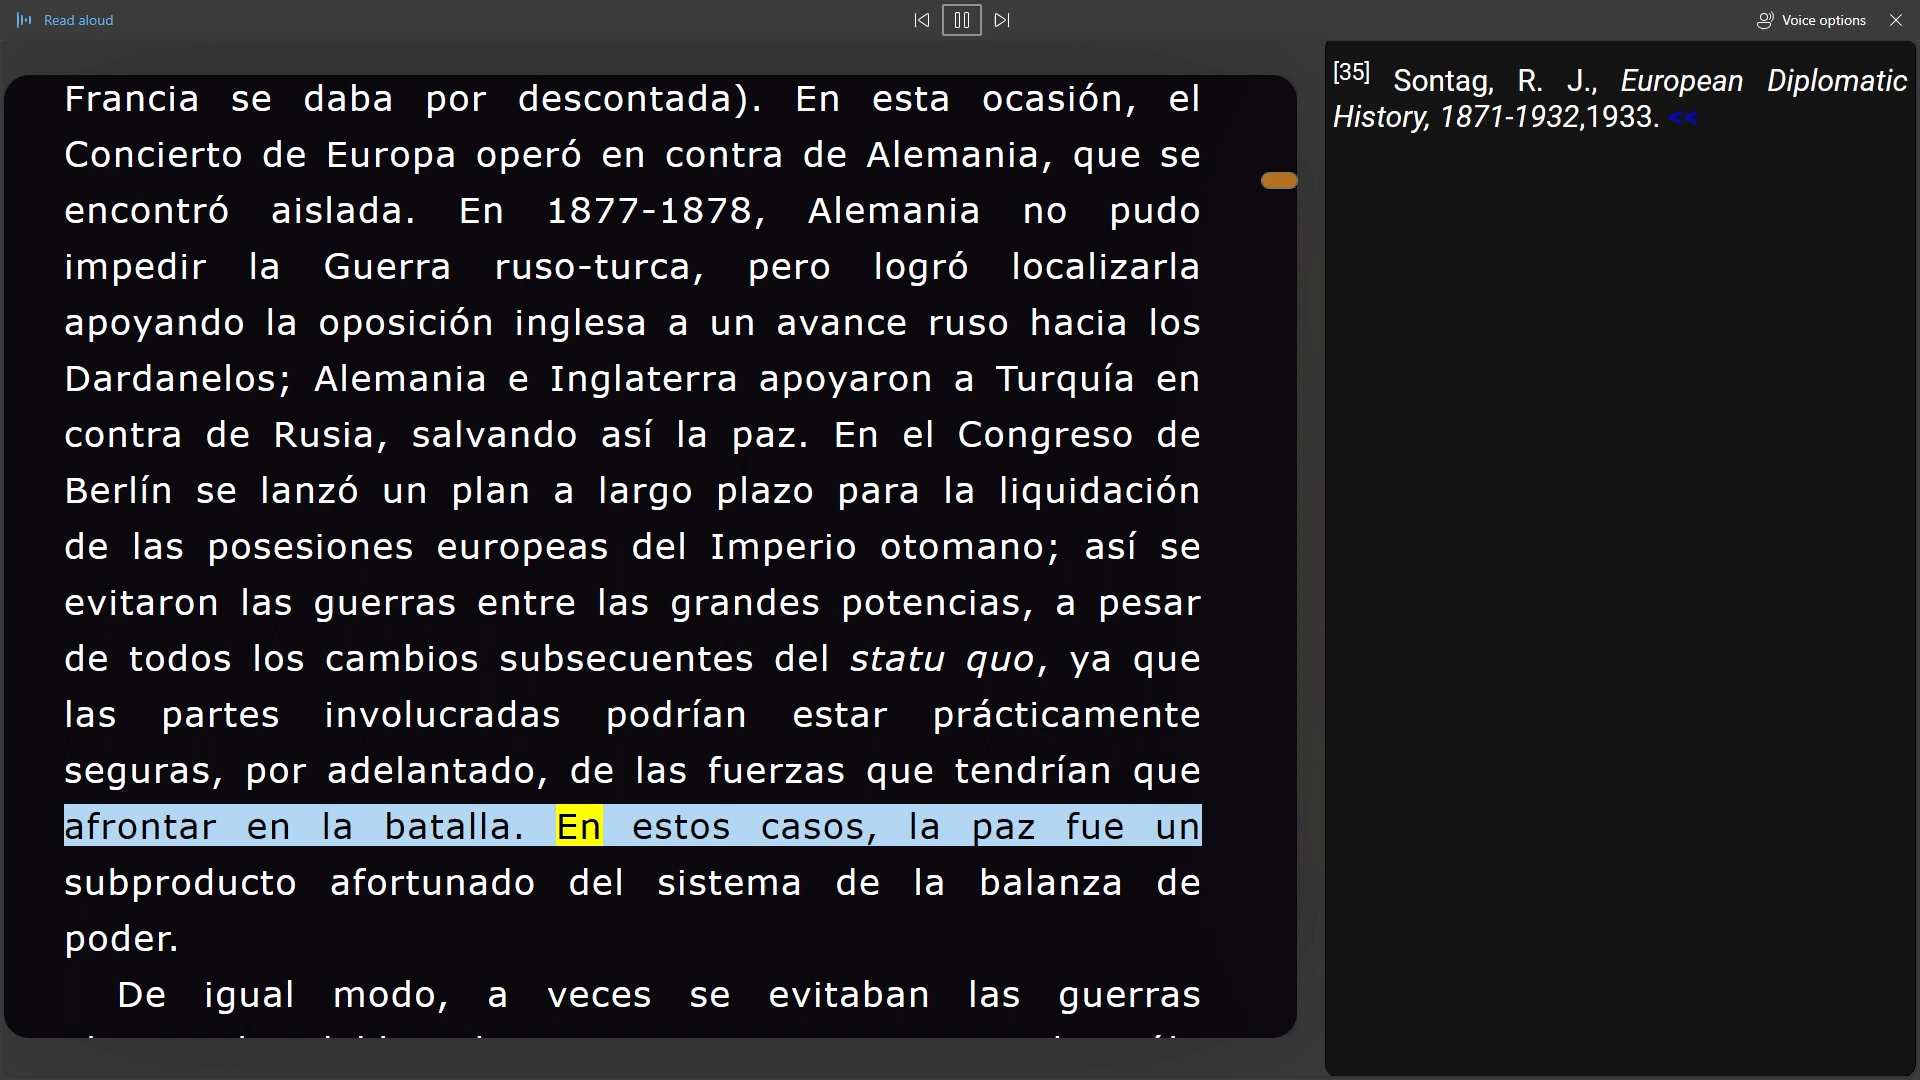 Read aloud
Voice options
Francia se daba por descontada). En esta ocasión, el
Concierto de Europa operó en contra de Alemania, que se
encontró aislada. En 1877-1878, Alemania no pudo
impedir la Guerra ruso-turca, pero logró localizarla
apoyando la oposición inglesa a un avance ruso hacia los
Dardanelos; Alemania e Inglaterra apoyaron a Turquía en
contra de Rusia, salvando así la paz. En el Congreso de
Berlín se lanzó un plan a largo plazo para la liquidación
de las posesiones europeas del Imperio otomano; así se
evitaron las guerras entre las grandes potencias, a pesar
de todos los cambios subsecuentes del statu quo, ya que
las partes involucradas podrían estar prácticamente
seguras, por adelantado, de las fuerzas que tendrían que
afrontar en la batalla. En estos casos, la paz fue un
subproducto afortunado del sistema de la balanza de
poder.
De igual modo, a veces se evitaban las guerras
[35] Sontag, R. J., European Diplomatic
History, 1871-1932,1933. <<